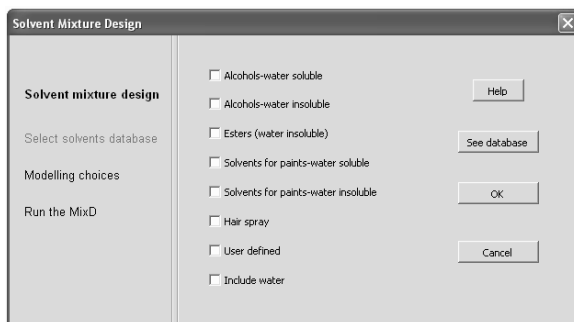 Solvent Mixture Design
Solvent mixture design
Select solvents database
Modelling choices
Run the MixD
Alcohols-water soluble
Alcohols-water insoluble
Esters (water insoluble)
Solvents for paints-water soluble
Solvents for paints-water insoluble
Hair spray
User defined
Include water
Help
See database
OK
Cancel